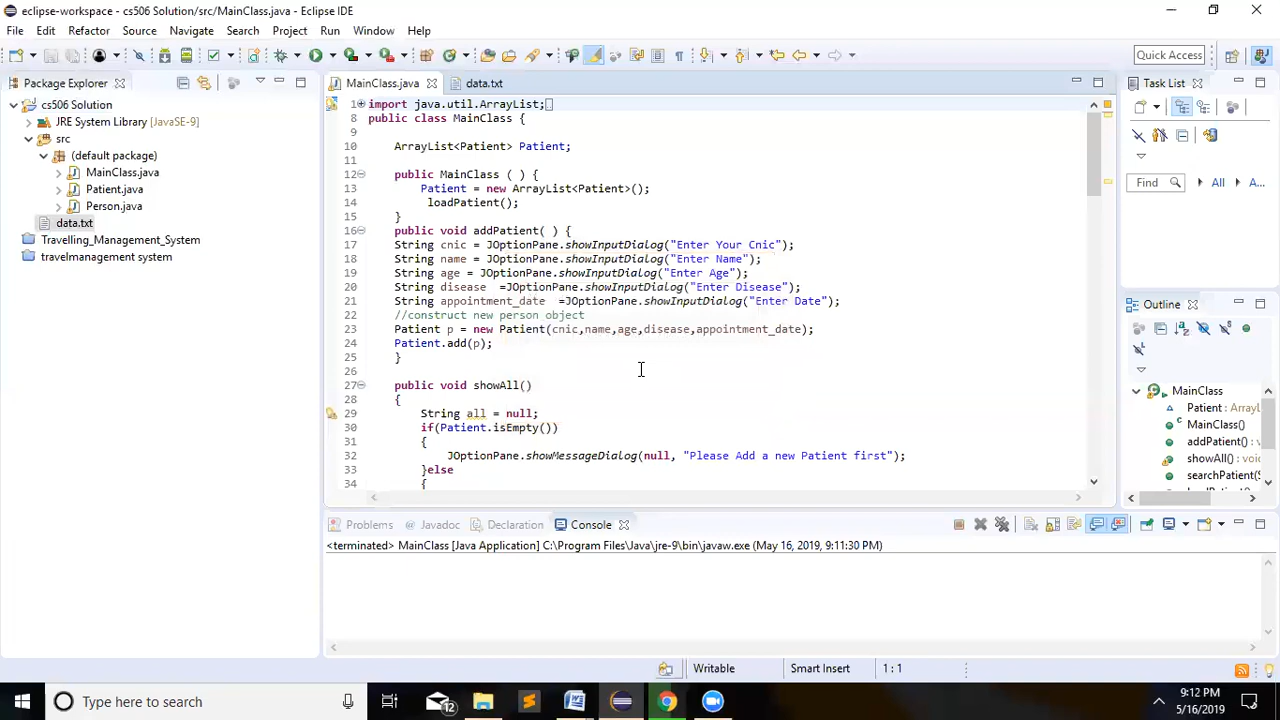 eclipse-workspace - cs506 Solution/src/MainClass.java - Eclipse IDE
File Edit Refactor Source Navigate Search Project Run Window Help
Quick Access
Package Explorer
cs506 Solution
JRE System Library [JavaSE-9]
src
(default package)
MainClass.java
Patient.java
Person.java
data.txt
Travelling_Management_System
travelmanagement system
MainClass.java data.txt
1 import java.util.ArrayList;
8 public class MainClass {
9
10 ArrayList<Patient> Patient;
11
12 public MainClass ( ) {
13 Patient = new ArrayList<Patient>();
14 loadPatient();
15 }
16 public void addPatient( ) {
17 String cnic = JOptionPane.showInputDialog("Enter Your Cnic");
18 String name = JOptionPane.showInputDialog("Enter Name");
19 String age = JOptionPane.showInputDialog("Enter Age");
20 String disease =JOptionPane.showInputDialog("Enter Disease");
21 String appointment_date =JOptionPane.showInputDialog("Enter Date");
22 //construct new person object
23 Patient p = new Patient(cnic,name,age,disease,appointment_date);
24 Patient.add(p);
25 }
26
27 public void showAll()
28 {
29 String all = null;
30 if(Patient.isEmpty())
31 {
32 JOptionPane.showMessageDialog(null, "Please Add a new Patient first");
33 }else
34 {
Task List
Find All A...
Outline
MainClass
Patient : ArrayL
MainClass()
addPatient() :
showAll() : voi
searchPatient(S
Problems Javadoc Declaration Console
<terminated> MainClass [Java Application] C:\Program Files\Java\jre-9\bin\javaw.exe (May 16, 2019, 9:11:30 PM)
Writable Smart Insert 1 : 1
Type here to search
12
9:12 PM
5/16/2019